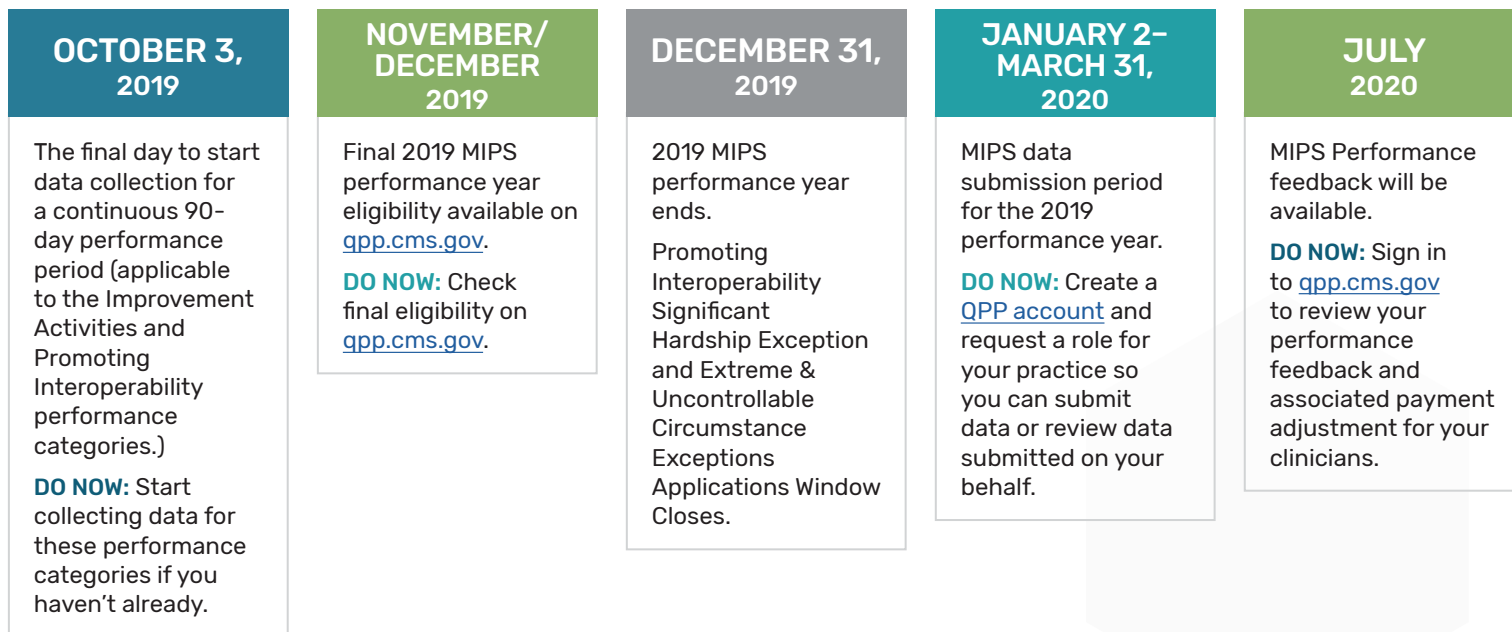 OCTOBER 3,
2019
The final day to start
data collection for
a continuous 90-
day performance
period (applicable
to the Improvement
Activities and
Promoting
Interoperability
performance
categories.)
DO NOW: Start
collecting data for
these performance
categories if you
haven't already.
NOVEMBER/
DECEMBER
2019
Final 2019 MIPS
performance year
eligibility available on
qpp.cms.gov.
DO NOW: Check
final eligibility on
qpp.cms.gov.
DECEMBER 31,
2019
2019 MIPS
performance year
ends.
Promoting
Interoperability
Significant
Hardship Exception
and Extreme &
Uncontrollable
Circumstance
Exceptions
Applications Window
Closes.
JANUARY 2–
MARCH 31,
2020
MIPS data
submission period
for the 2019
performance year.
DO NOW: Create a
QPP account and
request a role for
your practice so
you can submit
data or review data
submitted on your
behalf.
JULY
2020
MIPS Performance
feedback will be
available.
DO NOW: Sign in
to qpp.cms.gov
to review your
performance
feedback and
associated payment
adjustment for your
clinicians.